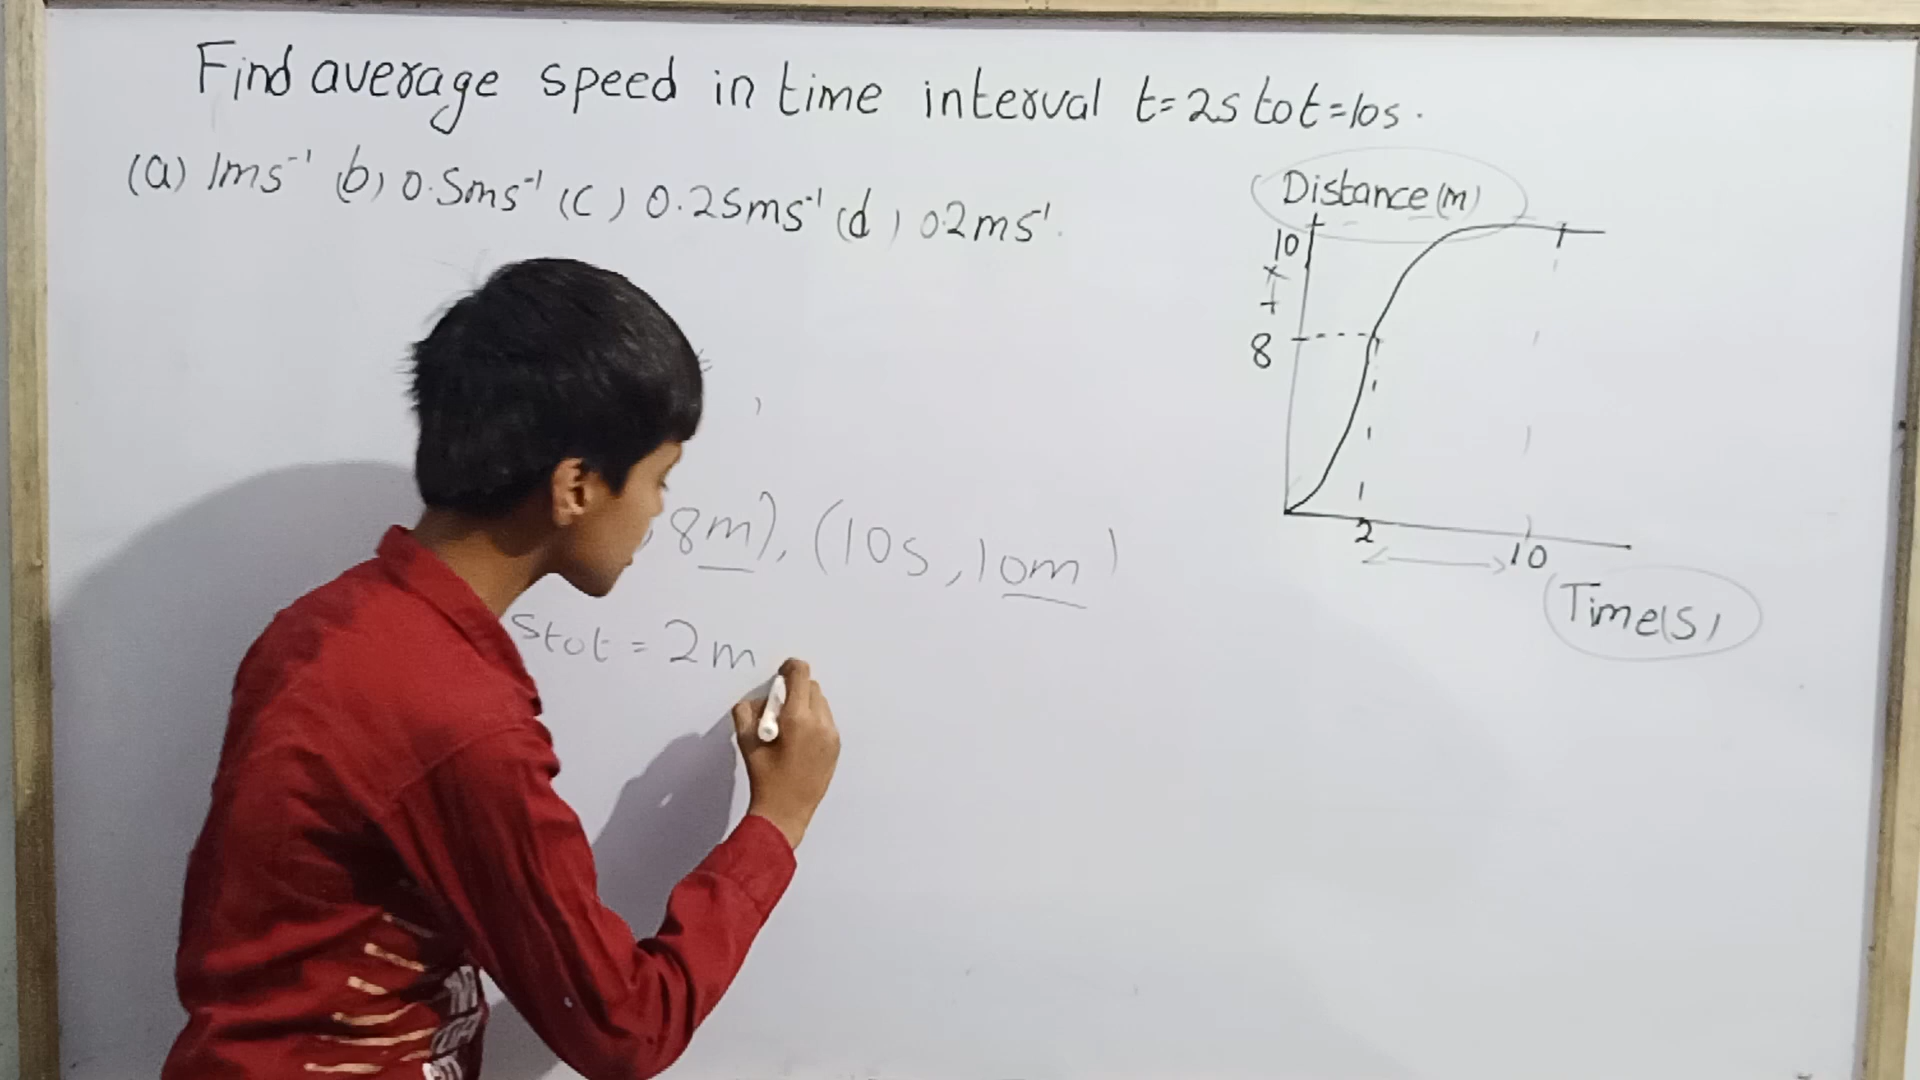 Find average speed in time interval t=2s to t=10s.
(a) 1ms⁻¹ (b) 0.5ms⁻¹ (c) 0.25ms⁻¹ (d) 0.2ms⁻¹.
Distance(m)
10
8
2
10
Time(s)
,8m), (10s, 10m)
Stot = 2m